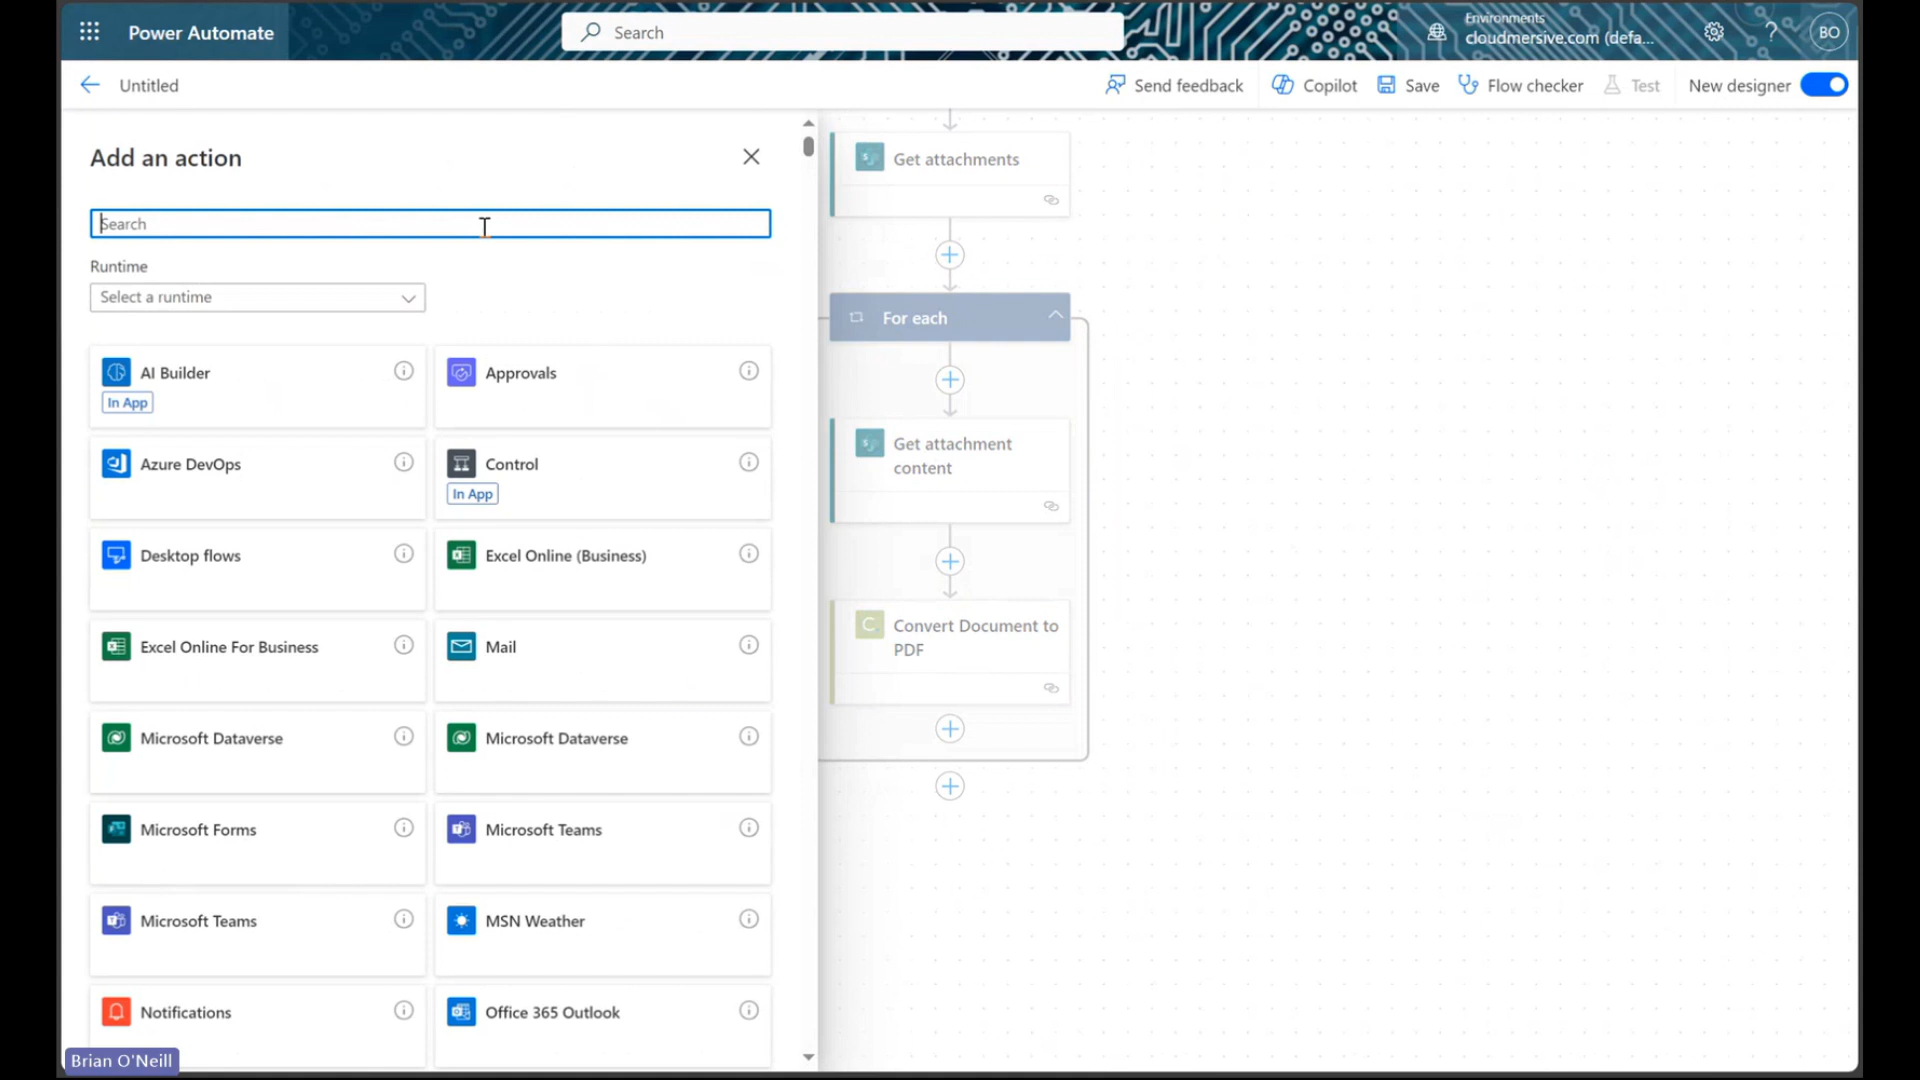 Power Automate
Search
Environments
cloudmersive.com (defa...
BO
Untitled
Send feedback
Copilot
Save
Flow checker
Test
New designer
Add an action
Search
Runtime
Select a runtime
AI Builder
In App
Approvals
Azure DevOps
Control
In App
Desktop flows
Excel Online (Business)
Excel Online For Business
Mail
Microsoft Dataverse
Microsoft Dataverse
Microsoft Forms
Microsoft Teams
Microsoft Teams
MSN Weather
Notifications
Office 365 Outlook
Get attachments
For each
Get attachment
content
C
Convert Document to
PDF
Brian O'Neill